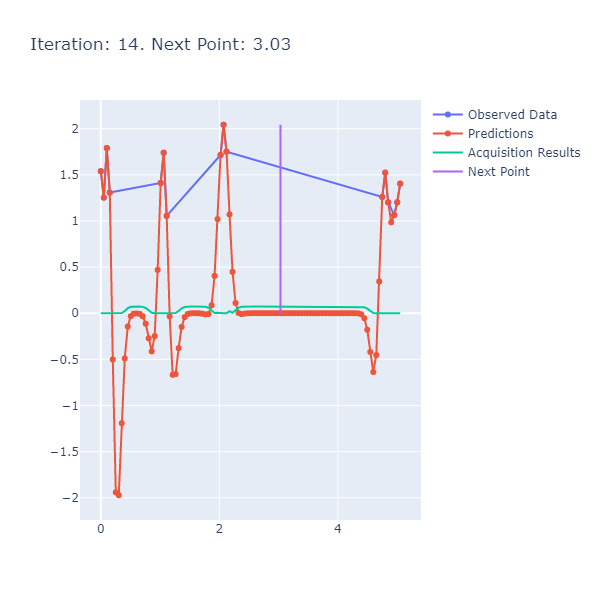 Iteration: 14. Next Point: 3.03
Observed Data
Predictions
Acquisition Results
Next Point
2
1.5
1
0.5
0
−0.5
−1
−1.5
−2
0
2
4